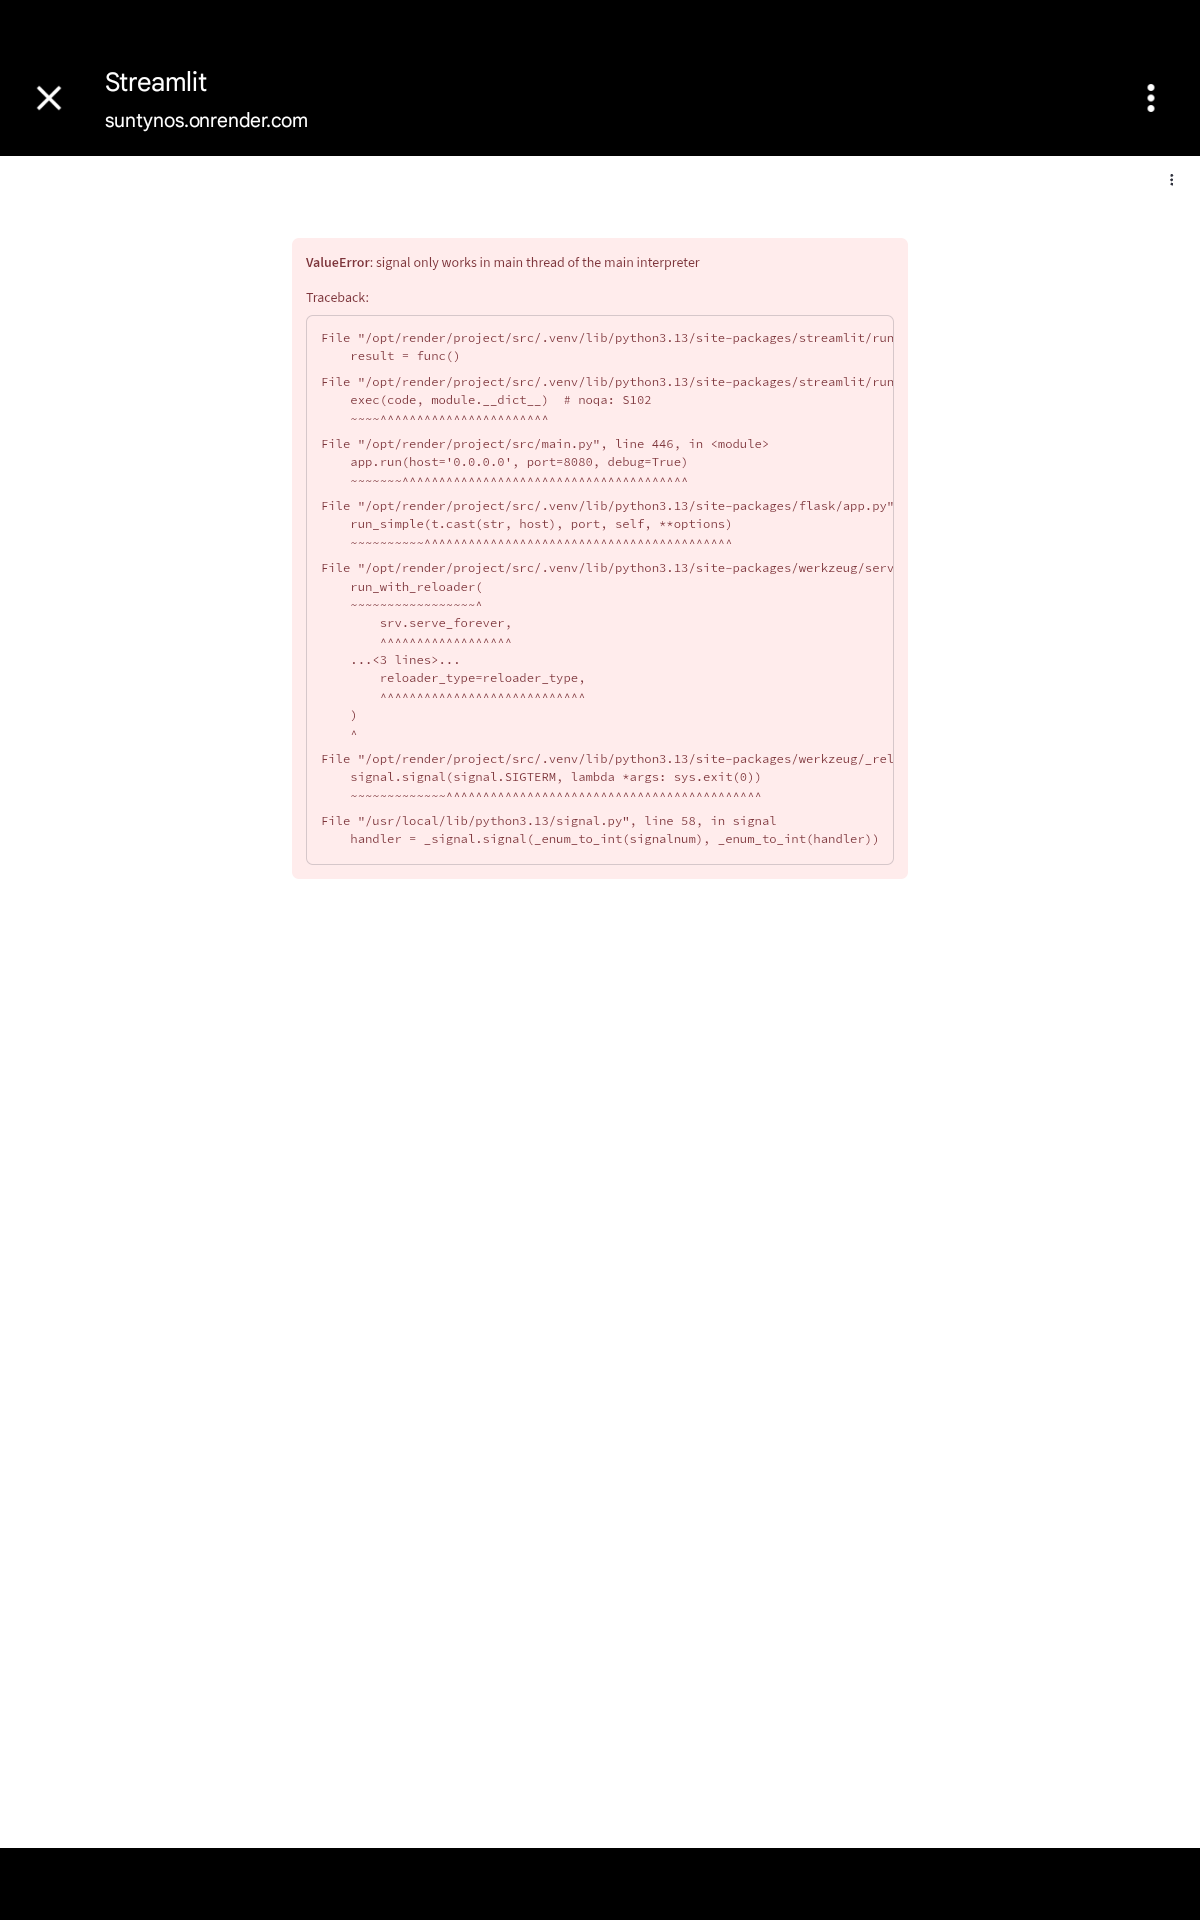 Streamlit
suntynos.onrender.com
ValueError: signal only works in main thread of the main interpreter
Traceback:
File "/opt/render/project/src/.venv/lib/python3.13/site-packages/streamlit/run
    result = func()
File "/opt/render/project/src/.venv/lib/python3.13/site-packages/streamlit/run
    exec(code, module.__dict__)  # noqa: S102
    ~~~~^^^^^^^^^^^^^^^^^^^^^^^
File "/opt/render/project/src/main.py", line 446, in <module>
    app.run(host='0.0.0.0', port=8080, debug=True)
    ~~~~~~~^^^^^^^^^^^^^^^^^^^^^^^^^^^^^^^^^^^^^^^
File "/opt/render/project/src/.venv/lib/python3.13/site-packages/flask/app.py"
    run_simple(t.cast(str, host), port, self, **options)
    ~~~~~~~~~~^^^^^^^^^^^^^^^^^^^^^^^^^^^^^^^^^^^^^^^^^^
File "/opt/render/project/src/.venv/lib/python3.13/site-packages/werkzeug/serv
    run_with_reloader(
    ~~~~~~~~~~~~~~~~~^
        srv.serve_forever,
        ^^^^^^^^^^^^^^^^^^
    ...<3 lines>...
        reloader_type=reloader_type,
        ^^^^^^^^^^^^^^^^^^^^^^^^^^^^
    )
    ^
File "/opt/render/project/src/.venv/lib/python3.13/site-packages/werkzeug/_rel
    signal.signal(signal.SIGTERM, lambda *args: sys.exit(0))
    ~~~~~~~~~~~~~^^^^^^^^^^^^^^^^^^^^^^^^^^^^^^^^^^^^^^^^^^^
File "/usr/local/lib/python3.13/signal.py", line 58, in signal
    handler = _signal.signal(_enum_to_int(signalnum), _enum_to_int(handler))